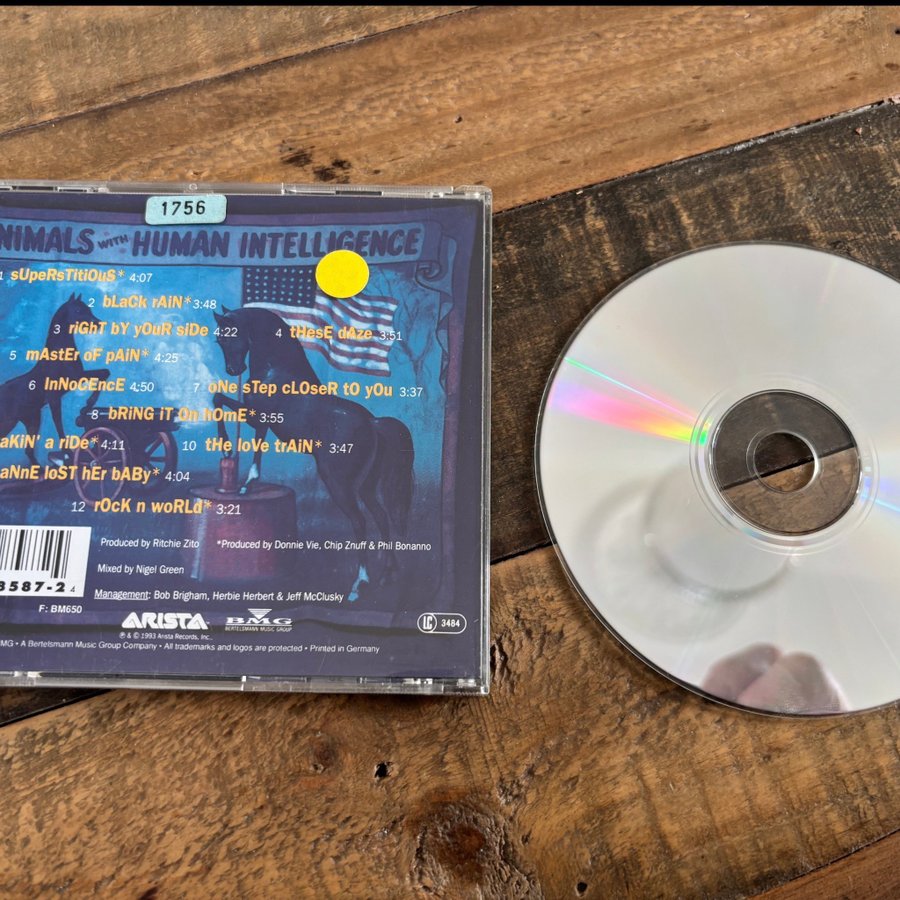 1756
NIMALS WITH HUMAN INTELLIGENCE
1 sUpeRsTitiOuS* 4:07
2 bLaCk rAiN* 3:48
3 riGhT bY yOuR siDe 4:22 4 tHesE dAze 3:51
5 mAstEr oF pAiN* 4:25
6 InNoCEncE 4:50 7 oNe sTep cLOseR tO yOu 3:37
8 bRiNg iT On hOmE* 3:55
aKiN' a riDe* 4:11 10 tHe loVe tRaiN* 3:47
aNnE loST hEr bABy* 4:04
12 rOcK n woRLd* 3:21
Produced by Ritchie Zito *Produced by Donnie Vie, Chip Znuff & Phil Bonanno
Mixed by Nigel Green
Management: Bob Brigham, Herbie Herbert & Jeff McClusky
8587-2 4
F: BM650
ARISTA BMG LC 3484
BERTELSMANN MUSIC GROUP
℗ & © 1993 Arista Records, Inc.
BMG • A Bertelsmann Music Group Company • All trademarks and logos are protected • Printed in Germany